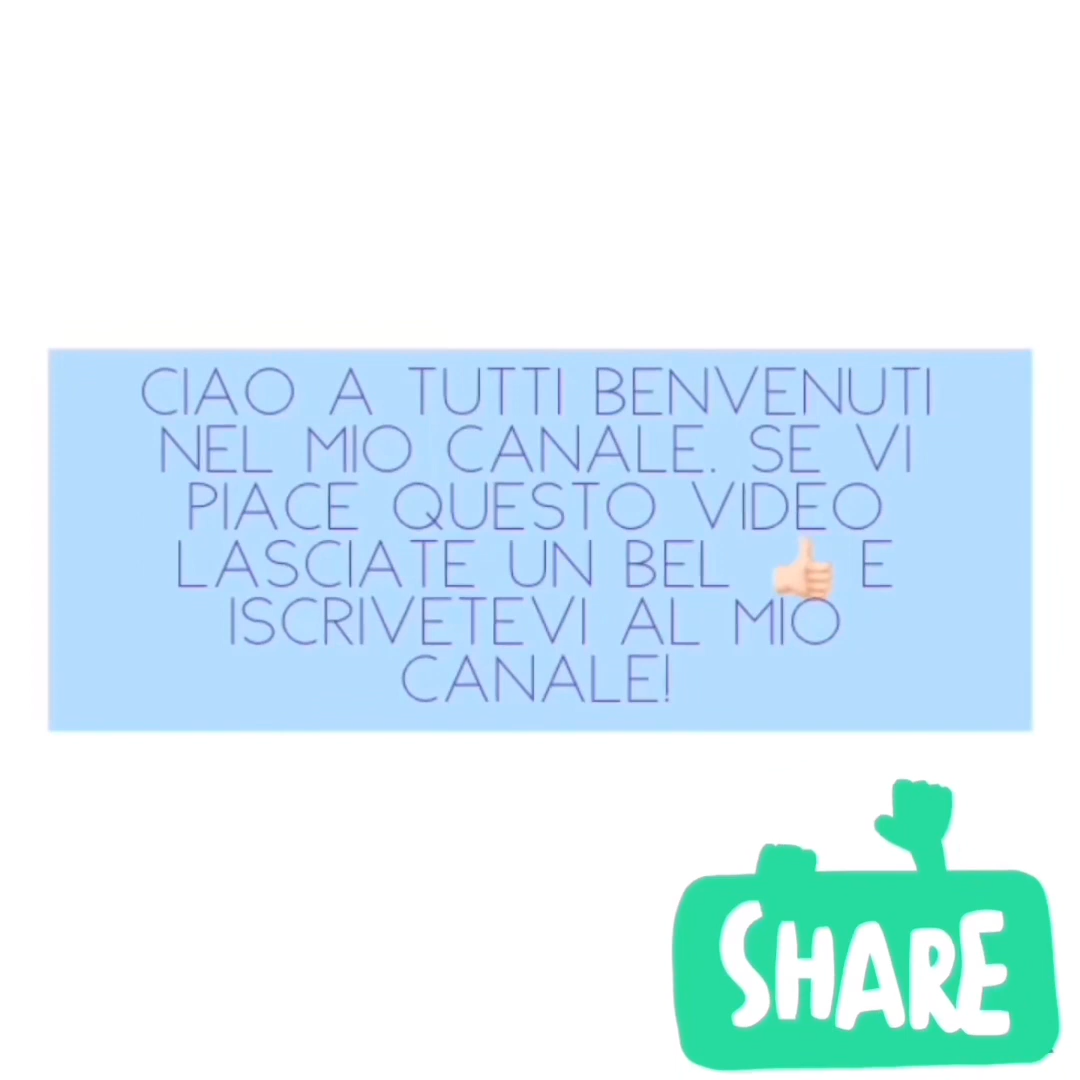 CIAO A TUTTI BENVENUTI
NEL MIO CANALE. SE VI
PIACE QUESTO VIDEO
LASCIATE UN BEL 👍🏻 E
ISCRIVETEVI AL MIO
CANALE!
SHARE